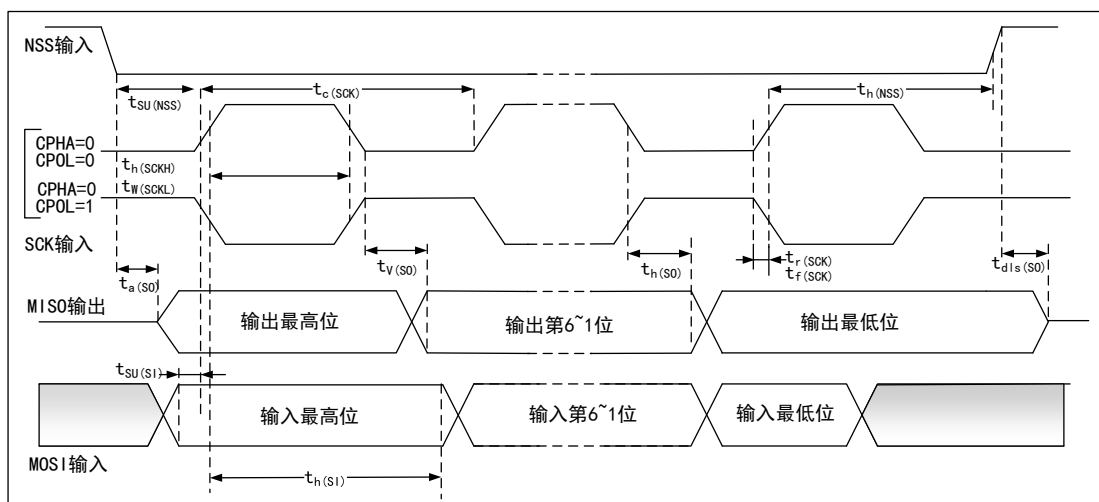 NSS输入
tSU(NSS)
tc(SCK)
th(NSS)
CPHA=0
CPOL=0
th(SCKH)
tW(SCKL)
CPHA=0
CPOL=1
SCK输入
ta(SO)
tV(SO)
th(SO)
tr(SCK)
tf(SCK)
tdls(SO)
MISO输出
输出最高位
输出第6~1位
输出最低位
tSU(SI)
输入最高位
输入第6~1位
输入最低位
MOSI输入
th(SI)